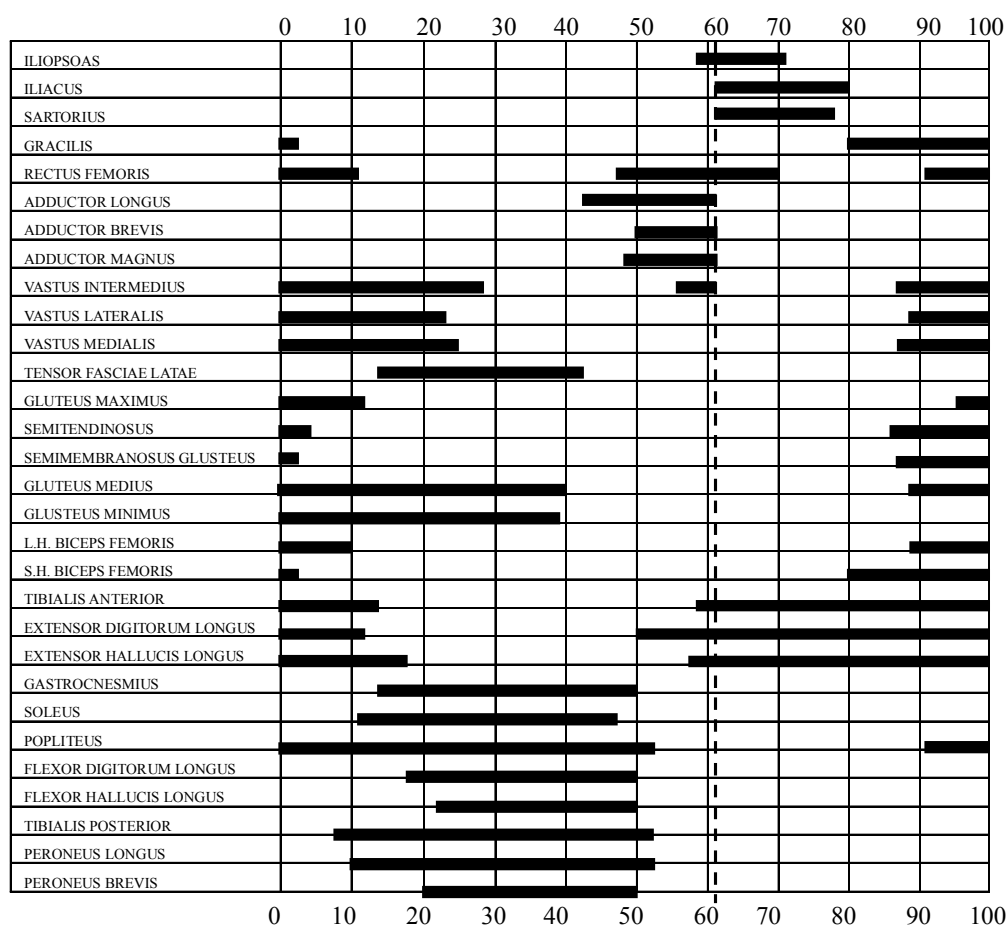 0 10 20 30 40 50 60 70 80 90 100
ILIOPSOAS
ILIACUS
SARTORIUS
GRACILIS
RECTUS FEMORIS
ADDUCTOR LONGUS
ADDUCTOR BREVIS
ADDUCTOR MAGNUS
VASTUS INTERMEDIUS
VASTUS LATERALIS
VASTUS MEDIALIS
TENSOR FASCIAE LATAE
GLUTEUS MAXIMUS
SEMITENDINOSUS
SEMIMEMBRANOSUS GLUSTEUS
GLUTEUS MEDIUS
GLUSTEUS MINIMUS
L.H. BICEPS FEMORIS
S.H. BICEPS FEMORIS
TIBIALIS ANTERIOR
EXTENSOR DIGITORUM LONGUS
EXTENSOR HALLUCIS LONGUS
GASTROCNESMIUS
SOLEUS
POPLITEUS
FLEXOR DIGITORUM LONGUS
FLEXOR HALLUCIS LONGUS
TIBIALIS POSTERIOR
PERONEUS LONGUS
PERONEUS BREVIS
0 10 20 30 40 50 60 70 80 90 100